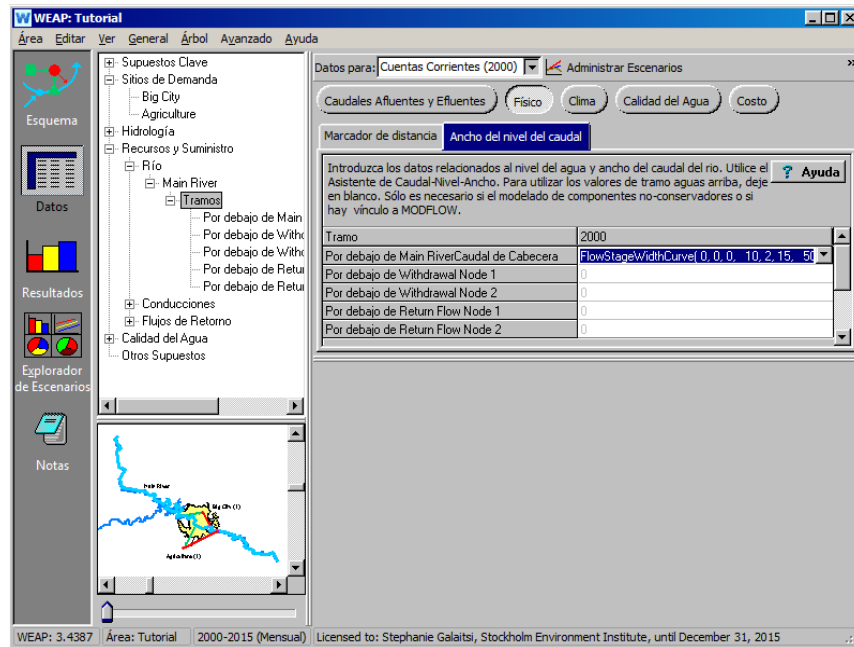 WEAP: Tutorial
Área Editar Ver General Árbol Avanzado Ayuda
Esquema
Datos
Resultados
Explorador
de Escenarios
Notas
Supuestos Clave
Sitios de Demanda
Big City
Agriculture
Hidrología
Recursos y Suministro
Río
Main River
Tramos
Por debajo de Main
Por debajo de Withd
Por debajo de Withd
Por debajo de Retu
Por debajo de Retu
Conducciones
Flujos de Retorno
Calidad del Agua
Otros Supuestos
Main River
Big City (1)
Agriculture (1)
Datos para: Cuentas Corrientes (2000) Administrar Escenarios »
Caudales Afluentes y Efluentes Físico Clima Calidad del Agua Costo
Marcador de distancia Ancho del nivel del caudal
Introduzca los datos relacionados al nivel del agua y ancho del caudal del rio. Utilice el
Asistente de Caudal-Nivel-Ancho. Para utilizar los valores de tramo aguas arriba, deje
en blanco. Sólo es necesario si el modelado de componentes no-conservadores o si
hay vínculo a MODFLOW.
? Ayuda
Tramo 2000
Por debajo de Main RiverCaudal de Cabecera FlowStageWidthCurve( 0, 0, 0, 10, 2, 15, 50
Por debajo de Withdrawal Node 1 0
Por debajo de Withdrawal Node 2 0
Por debajo de Return Flow Node 1 0
Por debajo de Return Flow Node 2 0
WEAP: 3.4387 Área: Tutorial 2000-2015 (Mensual) Licensed to: Stephanie Galaitsi, Stockholm Environment Institute, until December 31, 2015